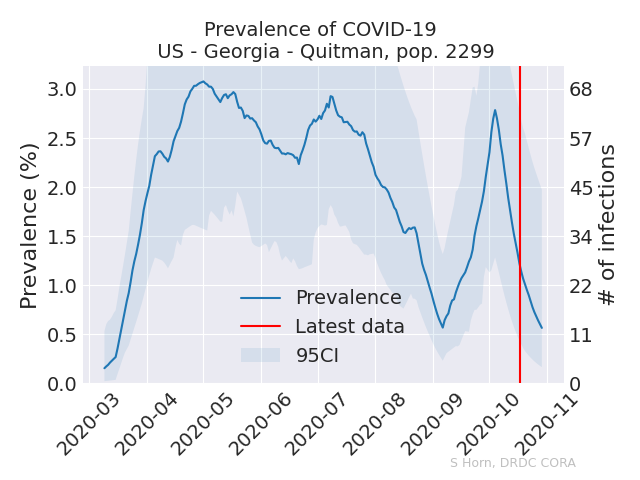 Prevalence of COVID-19
US - Georgia - Quitman, pop. 2299
Prevalence (%)
3.0
2.5
2.0
1.5
1.0
0.5
0.0
68
57
45
34
22
11
0
# of infections
Prevalence
Latest data
95CI
2020-03
2020-04
2020-05
2020-06
2020-07
2020-08
2020-09
2020-10
2020-11
S Horn, DRDC CORA